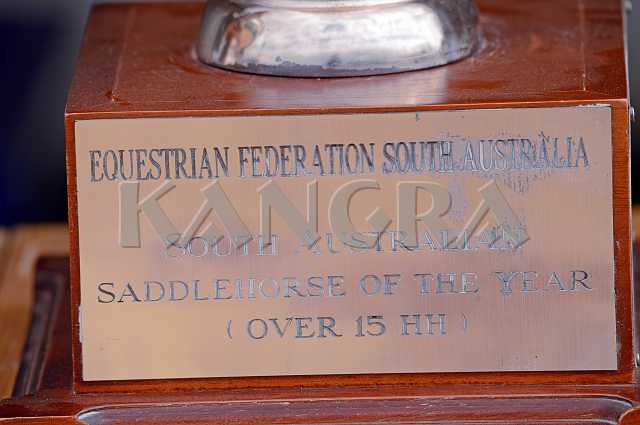 EQUESTRIAN FEDERATION SOUTH AUSTRALIA
KANGRA
SOUTH AUSTRALIAN
SADDLEHORSE OF THE YEAR
( OVER 15 HH )